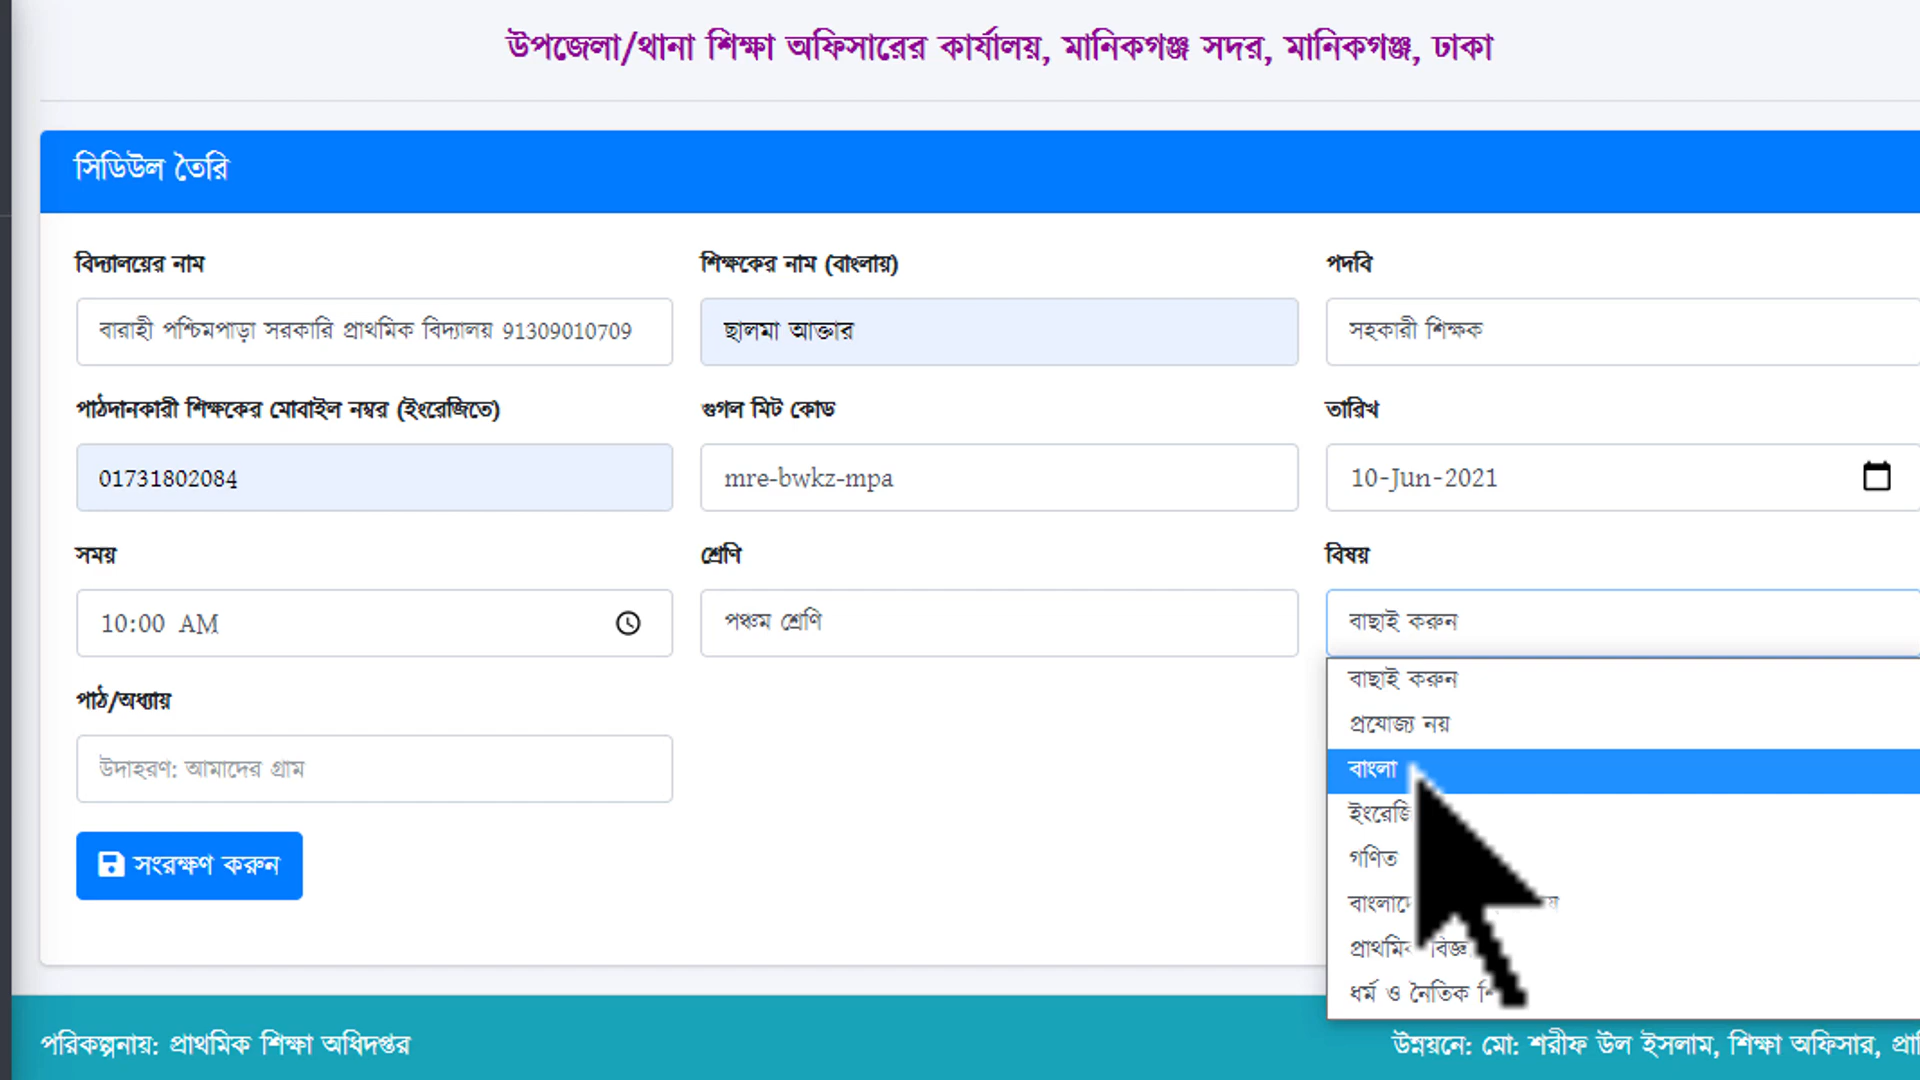 উপজেলা/থানা শিক্ষা অফিসারের কার্যালয়, মানিকগঞ্জ সদর, মানিকগঞ্জ, ঢাকা
সিডিউল তৈরি
বিদ্যালয়ের নাম
শিক্ষকের নাম (বাংলায়)
পদবি
বারাহী পশ্চিমপাড়া সরকারি প্রাথমিক বিদ্যালয় 91309010709
ছালমা আক্তার
সহকারী শিক্ষক
পাঠদানকারী শিক্ষকের মোবাইল নম্বর (ইংরেজিতে)
গুগল মিট কোড
তারিখ
01731802084
mre-bwkz-mpa
10-Jun-2021
সময়
শ্রেণি
বিষয়
10:00 AM
পঞ্চম শ্রেণি
বাছাই করুন
বাছাই করুন
প্রযোজ্য নয়
বাংলা
ইংরেজি
গণিত
পাঠ/অধ্যায়
উদাহরণ: আমাদের গ্রাম
সংরক্ষণ করুন
ধর্ম ও নৈতিক
পরিকল্পনায়: প্রাথমিক শিক্ষা অধিদপ্তর
উন্নয়নে: মো: শরীফ উল ইসলাম, শিক্ষা অফিসার,